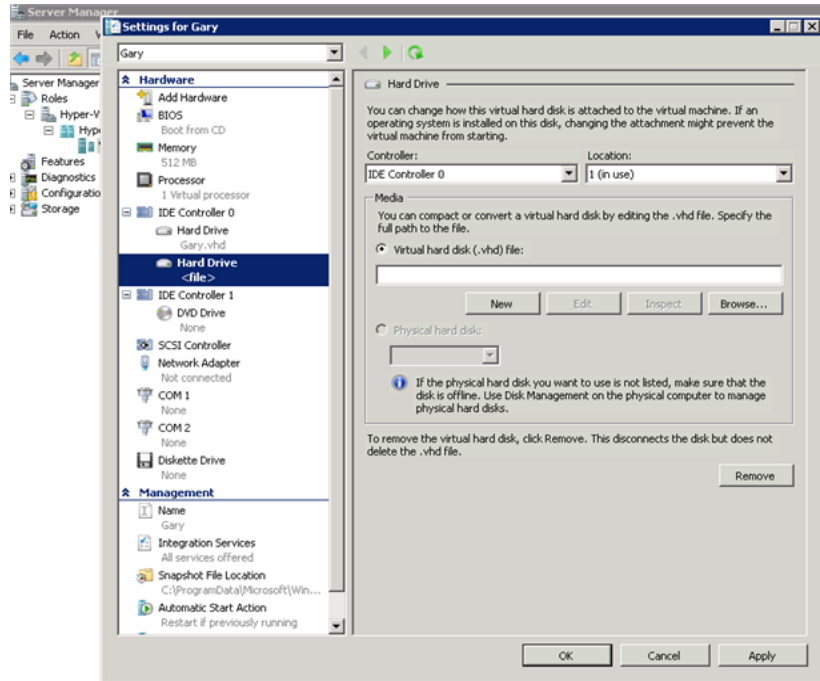 Server Manager
File Action
Server Manager
Roles
Hyper-V
Features
Diagnostics
Storage
Settings for Gary
Gary
Hardware
Add Hardware
BIOS
Boot from CD
Memory
512 MB
Processor
1 Virtual processor
IDE Controller 0
Hard Drive
Gary.vhd
Hard Drive
<file>
IDE Controller 1
DVD Drive
None
SCSI Controller
Network Adapter
Not connected
COM 1
None
COM 2
None
Diskette Drive
None
Management
Name
Gary
Integration Services
All services offered
Snapshot File Location
C:\ProgramData\Microsoft\Win...
Automatic Start Action
Restart if previously running
Hard Drive
You can change how this virtual hard disk is attached to the virtual machine. If an
operating system is installed on this disk, changing the attachment might prevent the
virtual machine from starting.
Controller: Location:
IDE Controller 0 1 (in use)
Media
You can compact or convert a virtual hard disk by editing the .vhd file. Specify the
full path to the file.
Virtual hard disk (.vhd) file:
New Edit Inspect Browse...
Physical hard disk:
If the physical hard disk you want to use is not listed, make sure that the
disk is offline. Use Disk Management on the physical computer to manage
physical hard disks.
To remove the virtual hard disk, click Remove. This disconnects the disk but does not
delete the .vhd file.
Remove
OK Cancel Apply